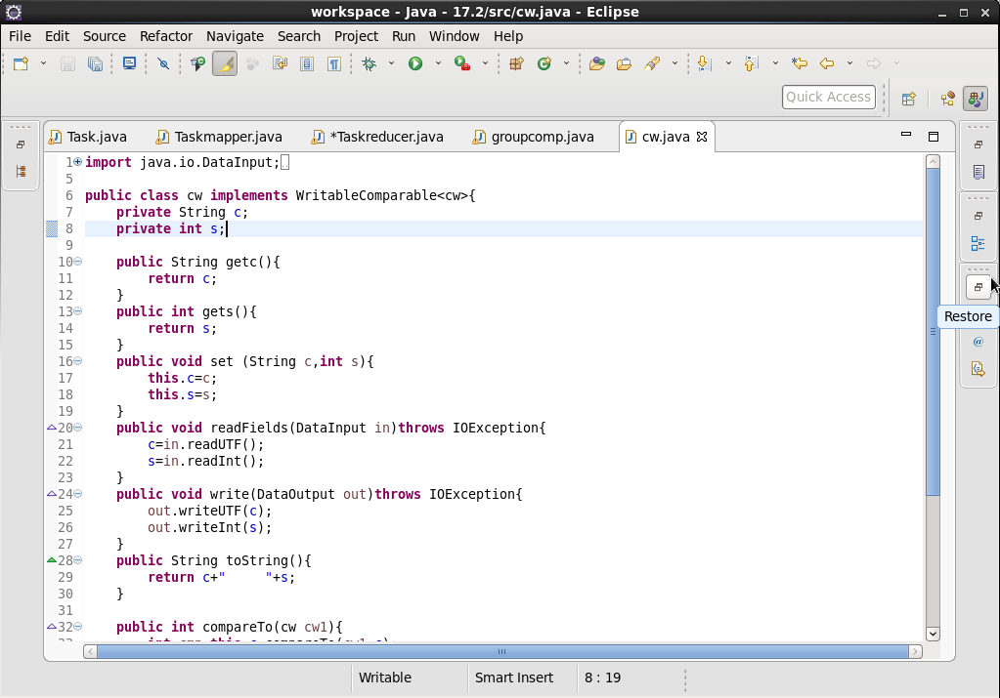 workspace - Java - 17.2/src/cw.java - Eclipse
File Edit Source Refactor Navigate Search Project Run Window Help
Quick Access
Task.java Taskmapper.java *Taskreducer.java groupcomp.java cw.java
1 import java.io.DataInput;
5
6 public class cw implements WritableComparable<cw>{
7 private String c;
8 private int s;
9
10 public String getc(){
11 return c;
12 }
13 public int gets(){
14 return s;
15 }
16 public void set (String c,int s){
17 this.c=c;
18 this.s=s;
19 }
20 public void readFields(DataInput in)throws IOException{
21 c=in.readUTF();
22 s=in.readInt();
23 }
24 public void write(DataOutput out)throws IOException{
25 out.writeUTF(c);
26 out.writeInt(s);
27 }
28 public String toString(){
29 return c+"     "+s;
30 }
31
32 public int compareTo(cw cw1){
Restore
Writable Smart Insert 8 : 19